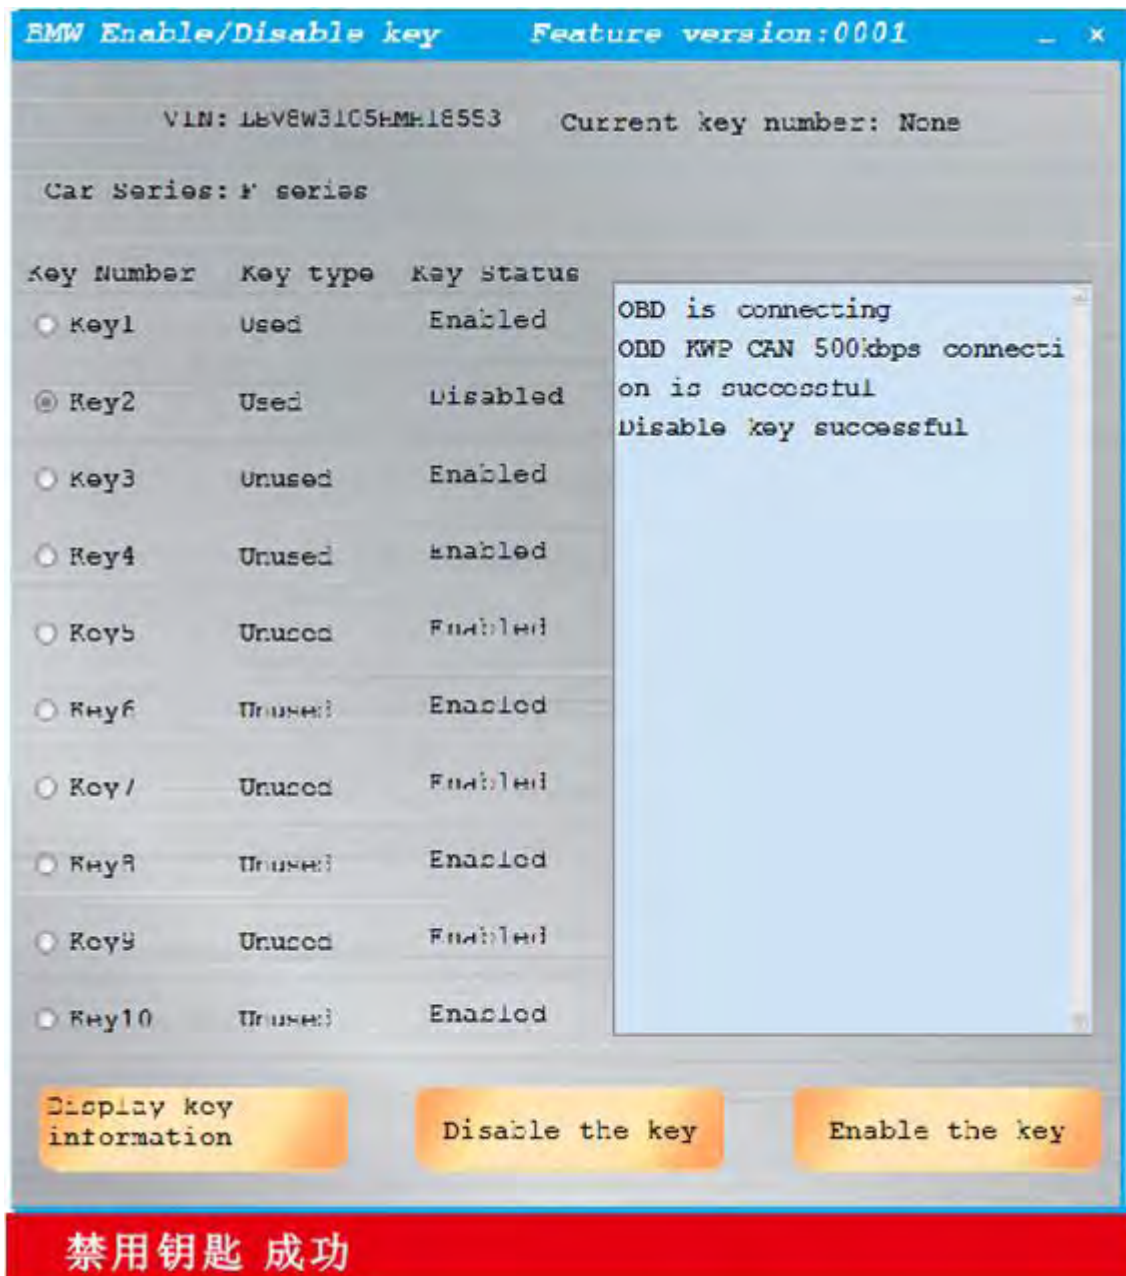 BMW Enable/Disable key Feature version:0001
VIN: Current key number: None
Car Series: F series
Key Number Key type Key Status
Key1 Used Enabled
Key2 Used Disabled
Key3 Unused Enabled
Key4 Unused Enabled
Key5 Unused Enabled
Key6 Unused Enabled
Key7 Unused Enabled
Key8 Unused Enabled
Key9 Unused Enabled
Key10 Unused Enabled
OBD is connecting
OBD KWP CAN 500kbps connecti
on is successful
Disable key successful
Display key
information
Disable the key
Enable the key
禁用钥匙 成功